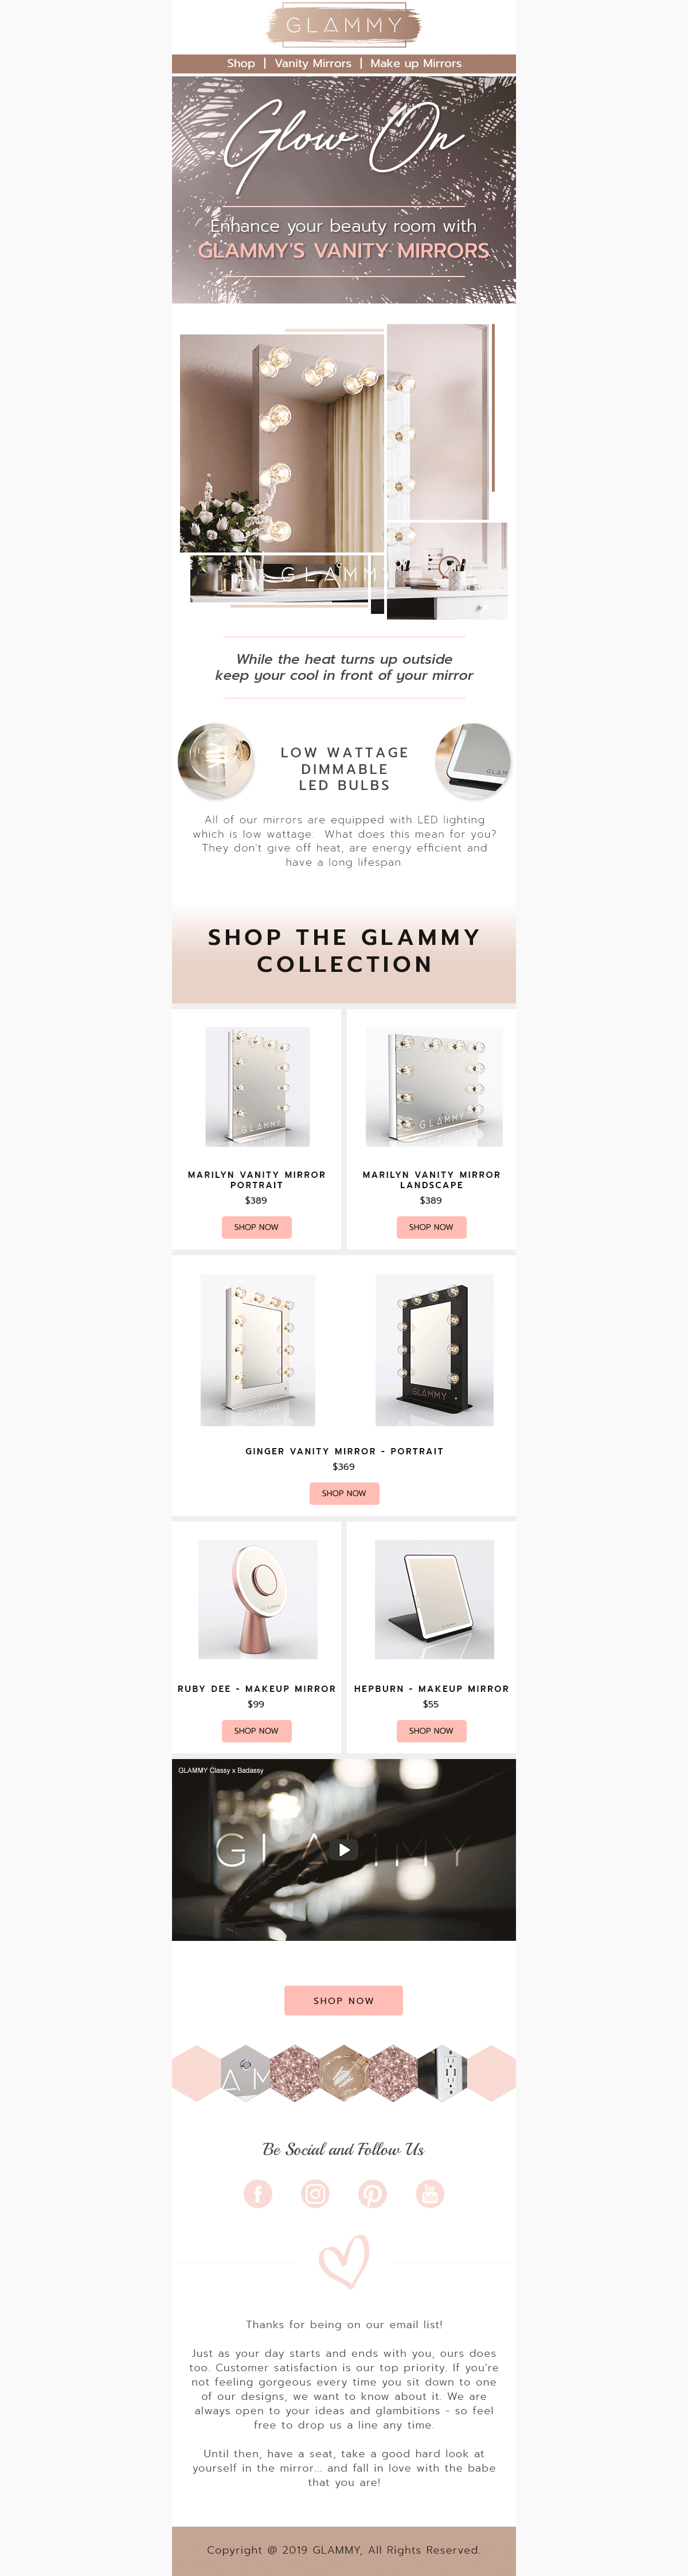 GLAMMY
Shop | Vanity Mirrors | Make up Mirrors
Glow On
Enhance your beauty room with
GLAMMY'S VANITY MIRRORS
GLAMMY
While the heat turns up outside
keep your cool in front of your mirror
LOW WATTAGE
DIMMABLE
LED BULBS
GLAM
All of our mirrors are equipped with LED lighting
which is low wattage. What does this mean for you?
They don't give off heat, are energy efficient and
have a long lifespan.
SHOP THE GLAMMY
COLLECTION
GLAMMY
GLAMMY
MARILYN VANITY MIRROR
PORTRAIT
$389
SHOP NOW
MARILYN VANITY MIRROR
LANDSCAPE
$389
SHOP NOW
GLAMMY
GINGER VANITY MIRROR - PORTRAIT
$369
SHOP NOW
GLAMMY
RUBY DEE - MAKEUP MIRROR
$99
SHOP NOW
HEPBURN - MAKEUP MIRROR
$55
SHOP NOW
GLAMMY Classy x Badassy
GLAMMY
SHOP NOW
AM
Be Social and Follow Us
You
Tube
Thanks for being on our email list!
Just as your day starts and ends with you, ours does
too. Customer satisfaction is our top priority. If you're
not feeling gorgeous every time you sit down to one
of our designs, we want to know about it. We are
always open to your ideas and glambitions - so feel
free to drop us a line any time.
Until then, have a seat, take a good hard look at
yourself in the mirror... and fall in love with the babe
that you are!
Copyright @ 2019 GLAMMY, All Rights Reserved.